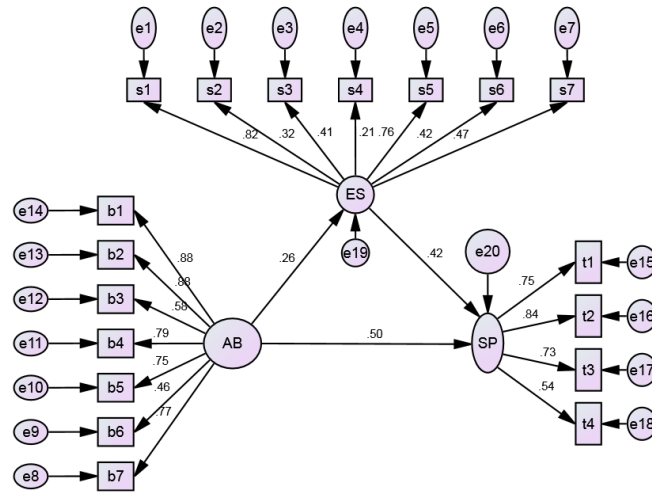 e1 e2 e3 e4 e5 e6 e7
s1 s2 s3 s4 s5 s6 s7
.82 .32 .41 .21 .76 .42 .47
ES
e19
e14 b1
e13 b2
e12 b3
e11 b4
e10 b5
e9 b6
e8 b7
.88
.88
.58
.79
.75
.46
.77
AB
.26
.50
.42
e20
SP
.75
.84
.73
.54
t1 e15
t2 e16
t3 e17
t4 e18